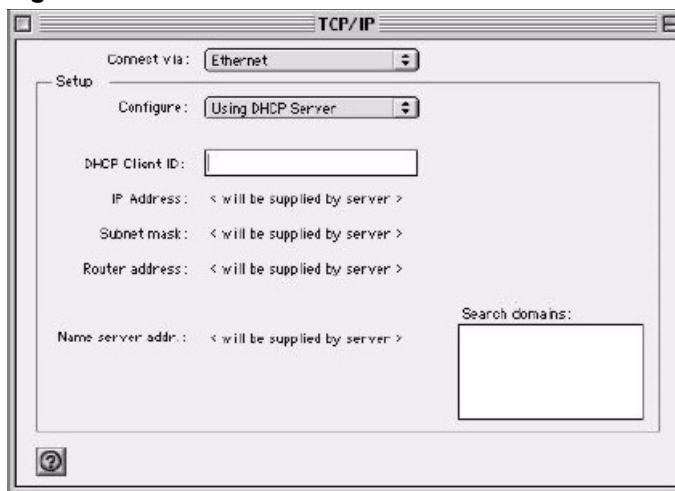 TCP/IP
Connect via: Ethernet
Setup
Configure: Using DHCP Server
DHCP Client ID:
IP Address: < will be supplied by server >
Subnet mask: < will be supplied by server >
Router address: < will be supplied by server >
Search domains:
Name server addr.: < will be supplied by server >